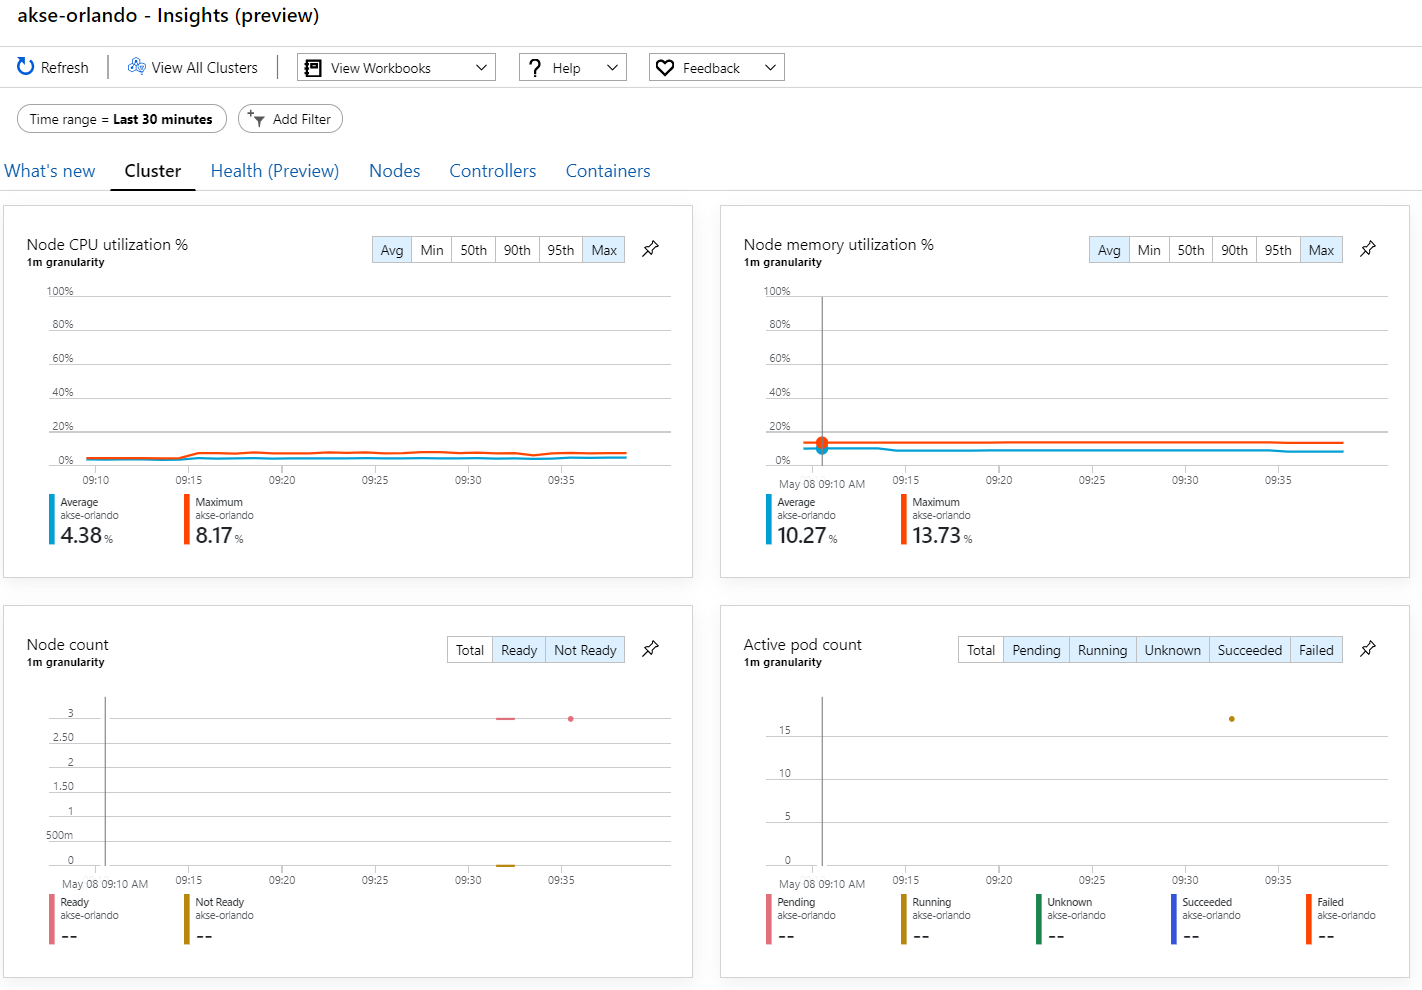 akse-orlando - Insights (preview)
Refresh View All Clusters View Workbooks Help Feedback
Time range = Last 30 minutes Add Filter
What's new Cluster Health (Preview) Nodes Controllers Containers
Node CPU utilization %
1m granularity
Avg Min 50th 90th 95th Max
100%
80%
60%
40%
20%
0%
09:10 09:15 09:20 09:25 09:30 09:35
Average
akse-orlando
4.38 %
Maximum
akse-orlando
8.17 %
Node memory utilization %
1m granularity
Avg Min 50th 90th 95th Max
100%
80%
60%
40%
20%
0%
May 08 09:10 AM 09:15 09:20 09:25 09:30 09:35
Average
akse-orlando
10.27 %
Maximum
akse-orlando
13.73 %
Node count
1m granularity
Total Ready Not Ready
3
2.50
2
1.50
1
500m
0
May 08 09:10 AM 09:15 09:20 09:25 09:30 09:35
Ready
akse-orlando
--
Not Ready
akse-orlando
--
Active pod count
1m granularity
Total Pending Running Unknown Succeeded Failed
15
10
5
0
May 08 09:10 AM 09:15 09:20 09:25 09:30 09:35
Pending
akse-orlando
--
Running
akse-orlando
--
Unknown
akse-orlando
--
Succeeded
akse-orlando
--
Failed
akse-orlando
--